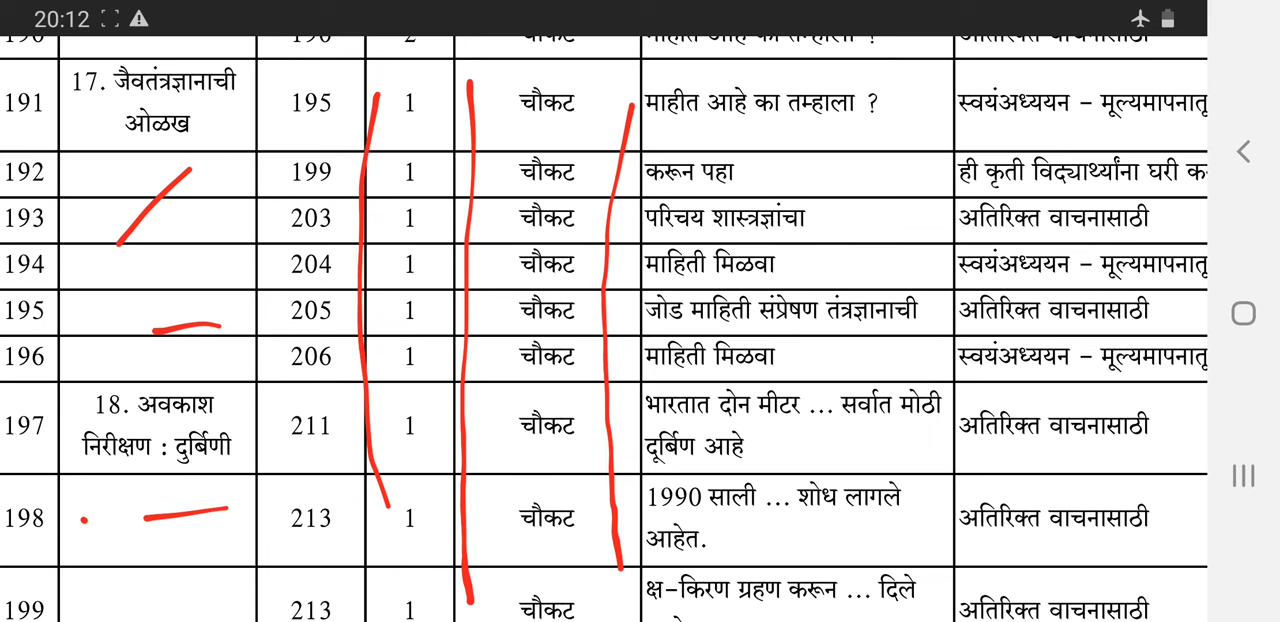 20:12
191 17. जैवतंत्रज्ञानाची ओळख 195 1 चौकट माहीत आहे का तम्हाला ? स्वयंअध्ययन – मूल्यमापनातू
192 199 1 चौकट करून पहा ही कृती विद्यार्थ्यांना घरी क
193 203 1 चौकट परिचय शास्त्रज्ञांचा अतिरिक्त वाचनासाठी
194 204 1 चौकट माहिती मिळवा स्वयंअध्ययन – मूल्यमापनातू
195 205 1 चौकट जोड माहिती संप्रेषण तंत्रज्ञानाची अतिरिक्त वाचनासाठी
196 206 1 चौकट माहिती मिळवा स्वयंअध्ययन – मूल्यमापनातू
197 18. अवकाश निरीक्षण : दुर्बिणी 211 1 चौकट भारतात दोन मीटर ... सर्वात मोठी दूर्बिण आहे अतिरिक्त वाचनासाठी
198 213 1 चौकट 1990 साली ... शोध लागले आहेत. अतिरिक्त वाचनासाठी
199 213 1 चौकट क्ष-किरण ग्रहण करून ... दिले अतिरिक्त वाचनासाठी